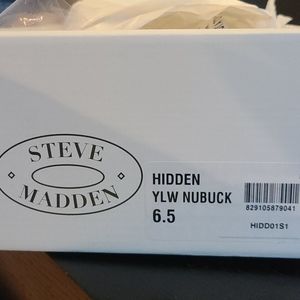 STEVE
MADDEN
HIDDEN
YLW NUBUCK
6.5
829105879041
HIDD01S1